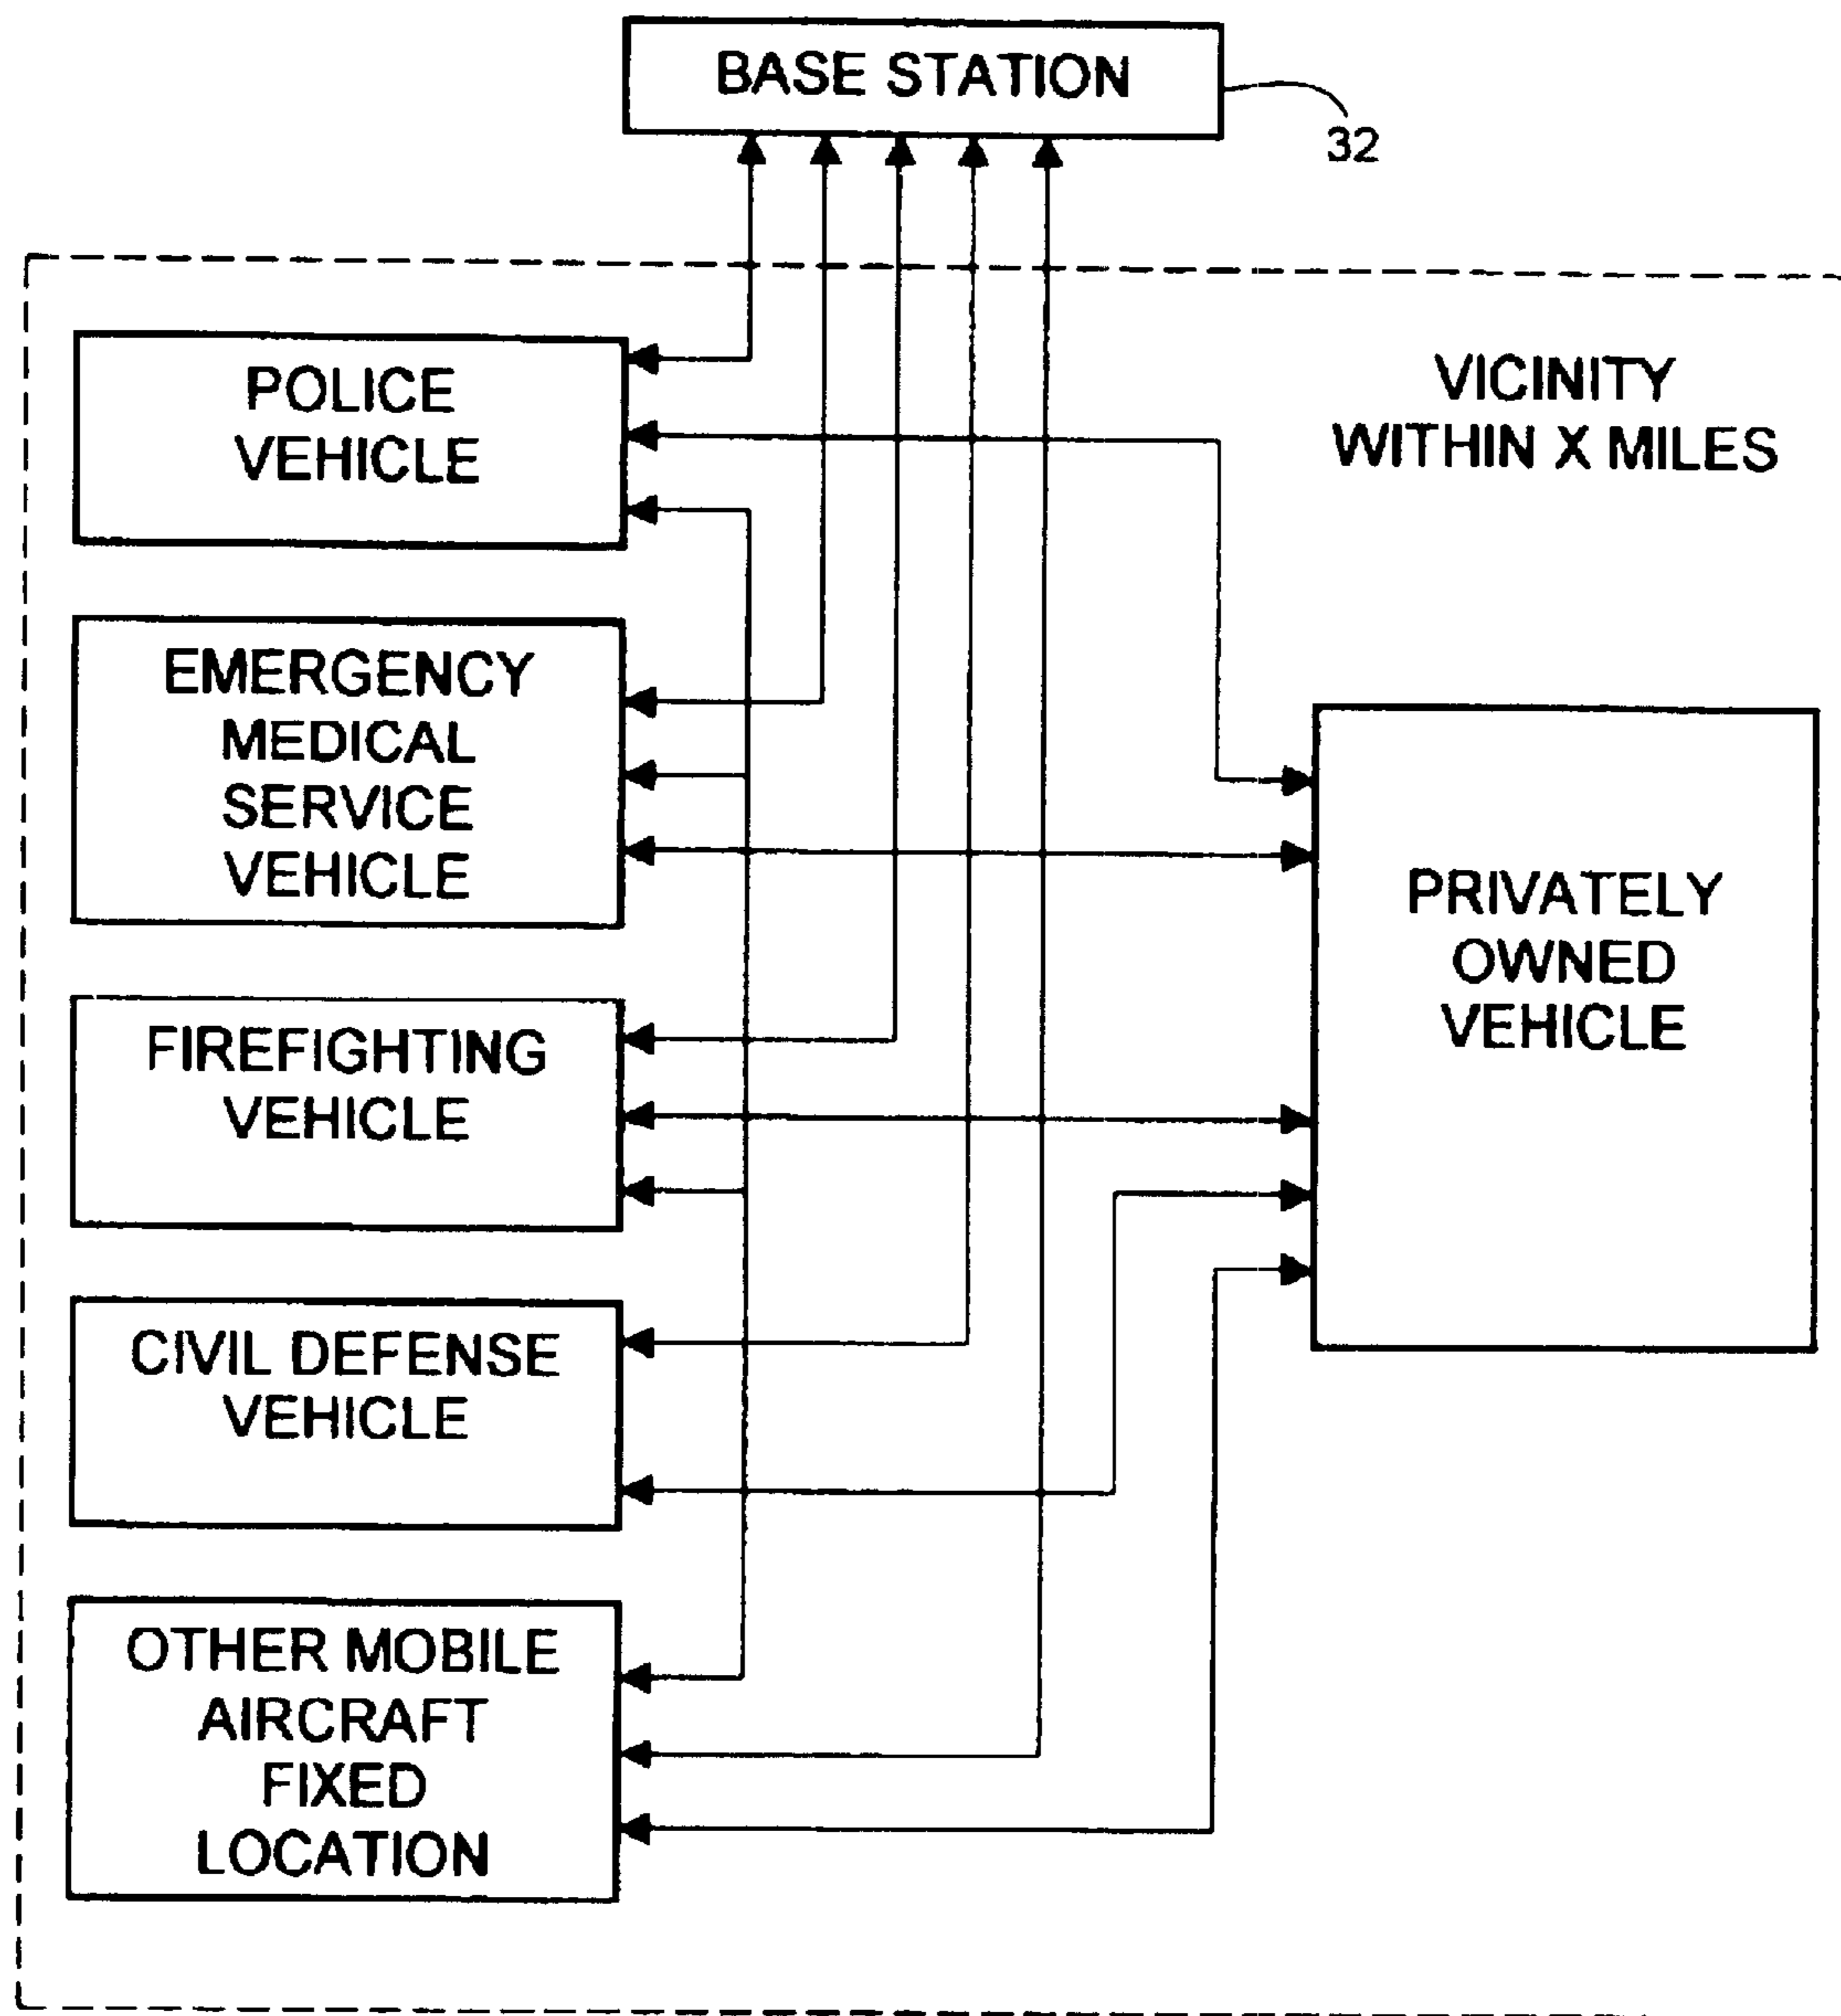 BASE STATION
32
POLICE
VEHICLE
VICINITY
WITHIN X MILES
EMERGENCY
MEDICAL
SERVICE
VEHICLE
PRIVATELY
OWNED
VEHICLE
FIREFIGHTING
VEHICLE
CIVIL DEFENSE
VEHICLE
OTHER MOBILE
AIRCRAFT
FIXED
LOCATION